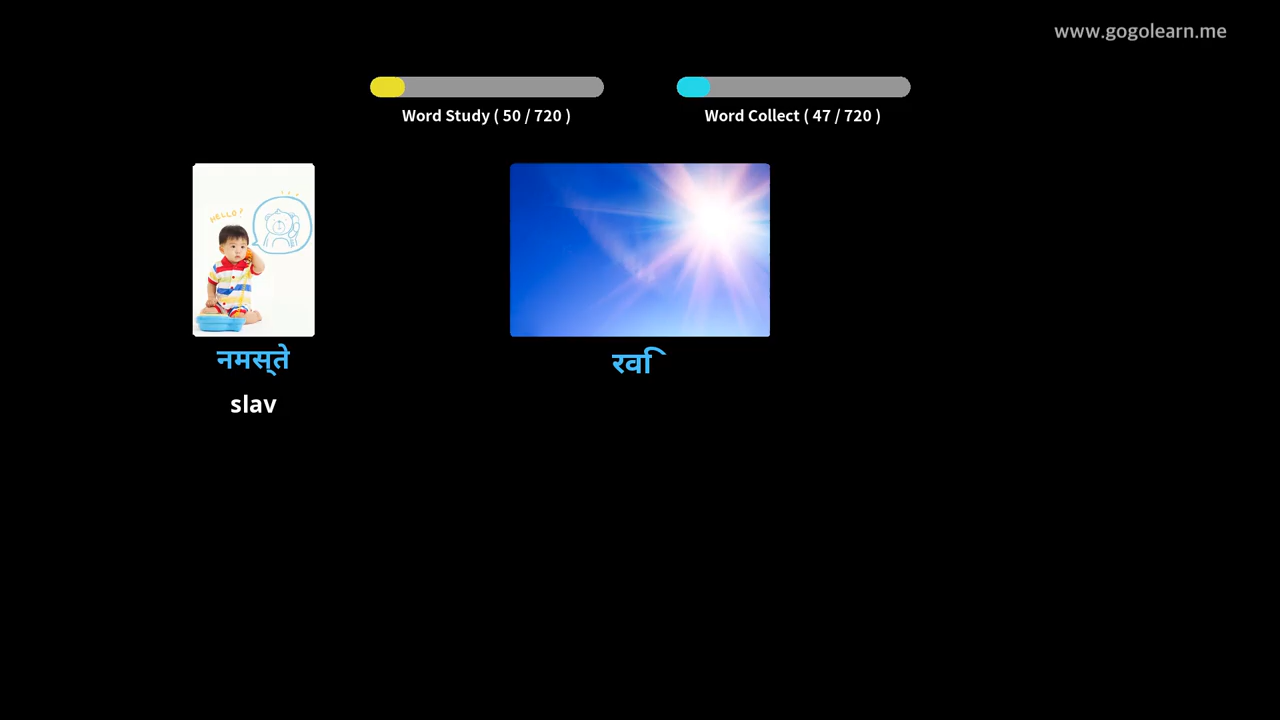 www.gogolearn.me
Word Study ( 50 / 720 )
Word Collect ( 47 / 720 )
HELLO?
नमस्ते
रवि
slav